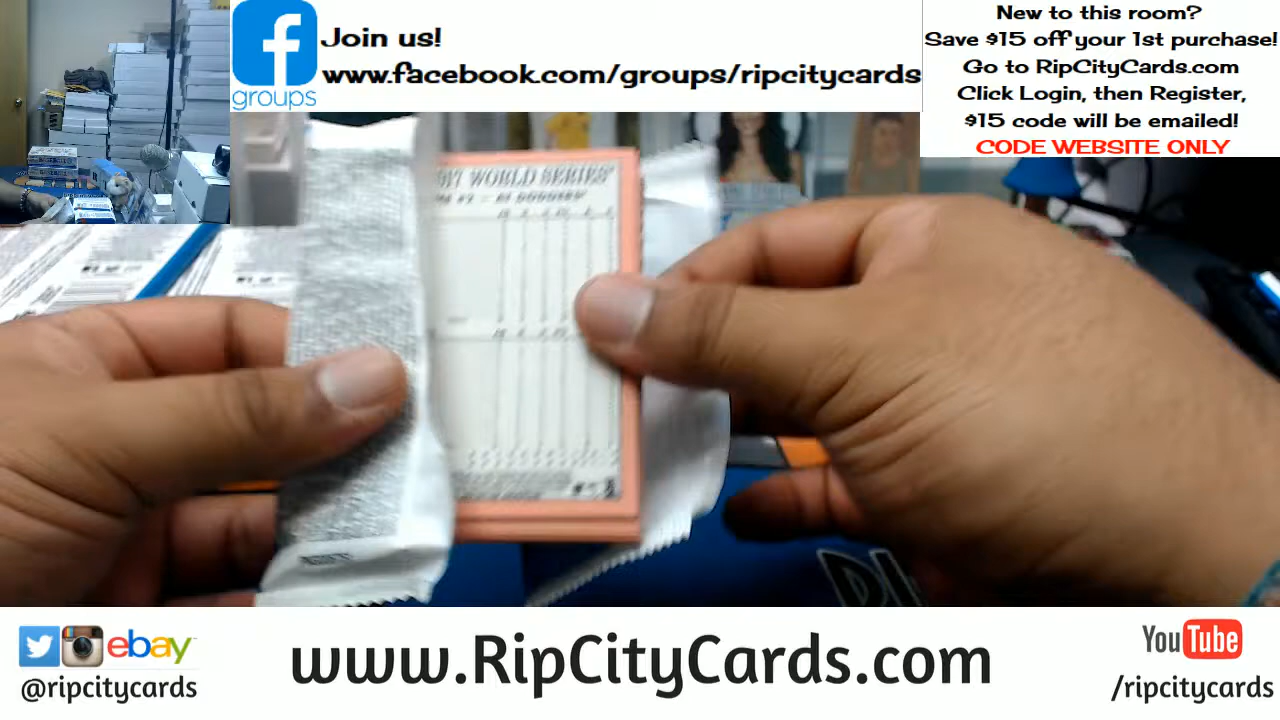 Join us!
www.facebook.com/groups/ripcitycards
groups
New to this room?
Save $15 off your 1st purchase!
Go to RipCityCards.com
Click Login, then Register,
$15 code will be emailed!
CODE WEBSITE ONLY
WORLD SERIES
ebay
@ripcitycards
www.RipCityCards.com
YouTube
/ripcitycards